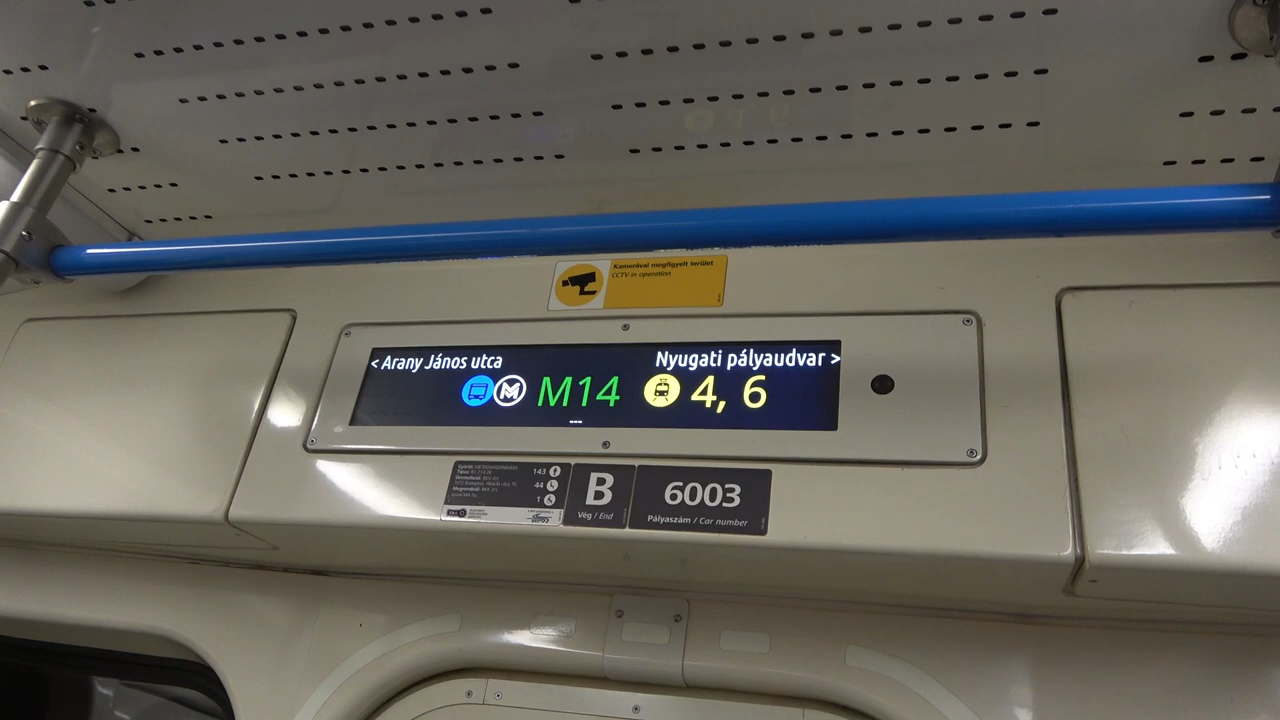 Kamerával megfigyelt terület
CCTV in operation
< Arany János utca
Nyugati pályaudvar >
M M14 4, 6
143
44
1
B
Vég / End
6003
Pályaszám / Car number